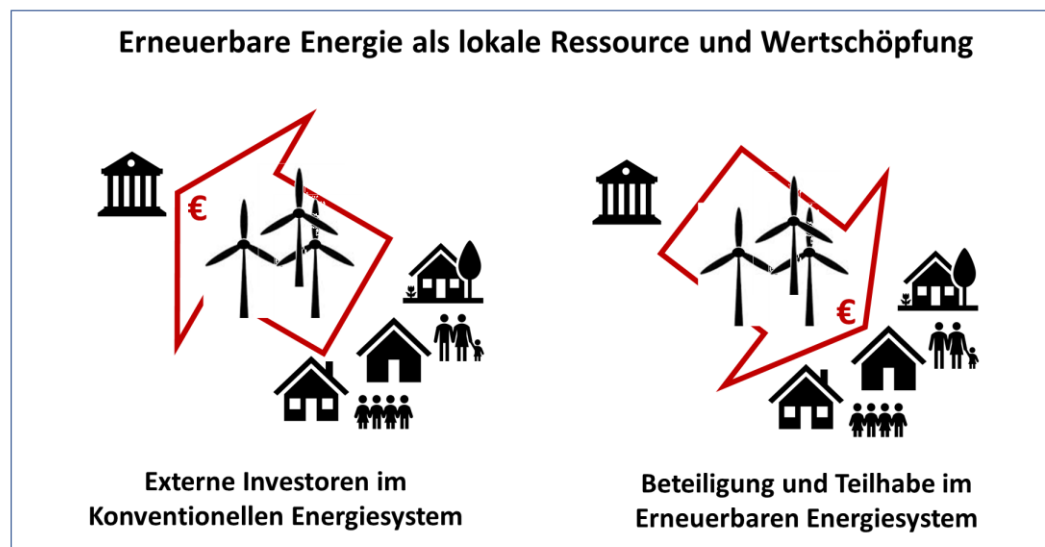 Erneuerbare Energie als lokale Ressource und Wertschöpfung
€
€
Externe Investoren im
Konventionellen Energiesystem
Beteiligung und Teilhabe im
Erneuerbaren Energiesystem